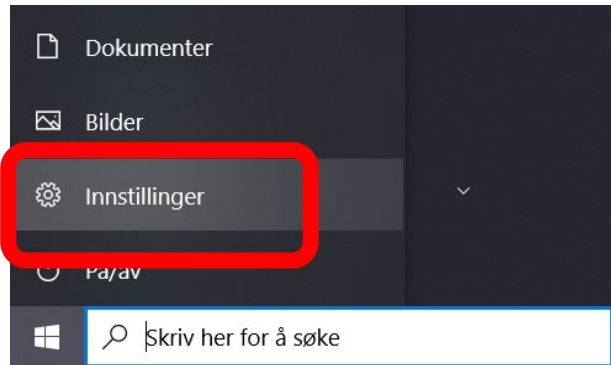 Dokumenter
Bilder
Innstillinger
På/av
Skriv her for å søke